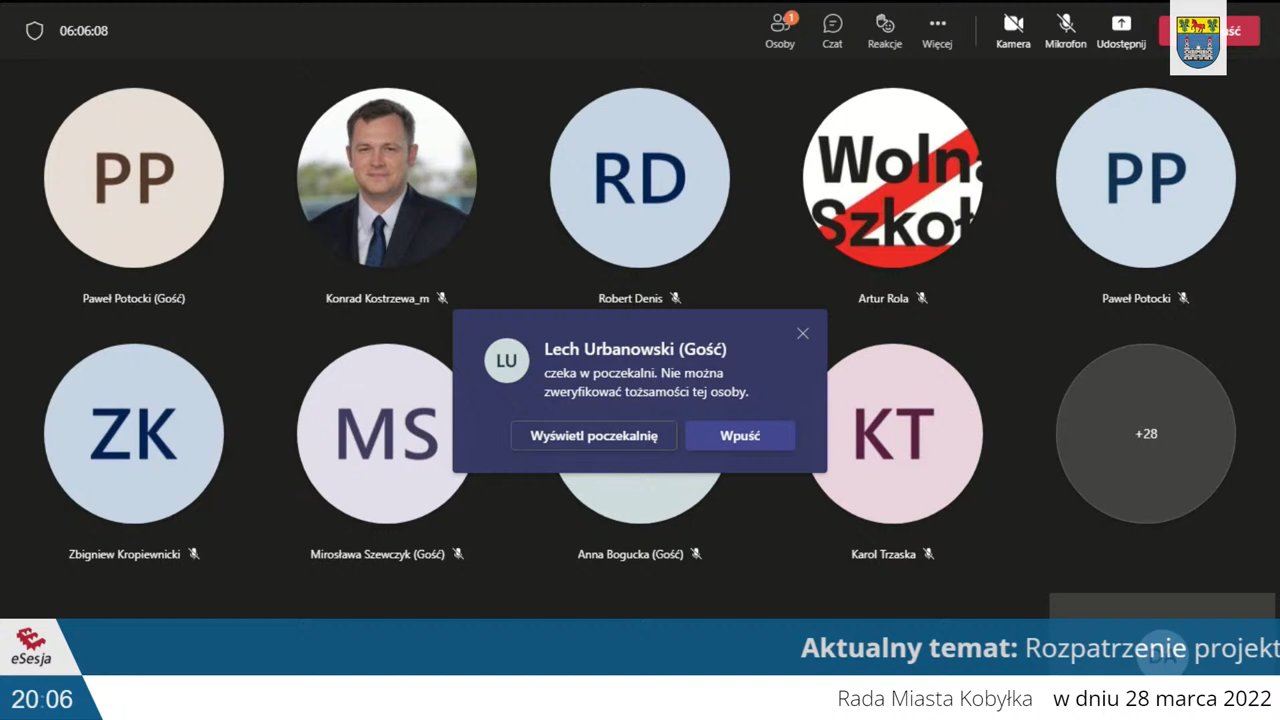 06:06:08
1
Osoby
Czat
Reakcje
Więcej
Kamera
Mikrofon
Udostępnij
PP
RD
Woln
Szkoł
PP
Paweł Potocki (Gość)
Konrad Kostrzewa_m
Robert Denis
Artur Rola
Paweł Potocki
LU
Lech Urbanowski (Gość)
czeka w poczekalni. Nie można
zweryfikować tożsamości tej osoby.
Wyświetl poczekalnię
Wpuść
ZK
MS
KT
+28
Zbigniew Kropiewnicki
Mirosława Szewczyk (Gość)
Anna Bogucka (Gość)
Karol Trzaska
eSesja
Aktualny temat: Rozpatrzenie projekt
20:06
Rada Miasta Kobyłka w dniu 28 marca 2022